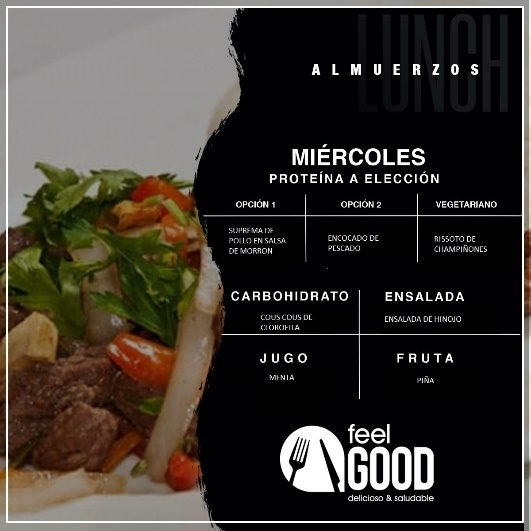 LUNCH
ALMUERZOS
MIÉRCOLES
PROTEÍNA A ELECCIÓN
OPCIÓN 1
OPCIÓN 2
VEGETARIANO
SUPREMA DE
POLLO EN SALSA
DE MORRON
ENCOCADO DE
PESCADO
RISSOTO DE
CHAMPIÑONES
CARBOHIDRATO
ENSALADA
COUS COUS DE
CLOROFILA
ENSALADA DE HINOJO
JUGO
FRUTA
MENTA
PIÑA
feel
GOOD
delicioso & saludable